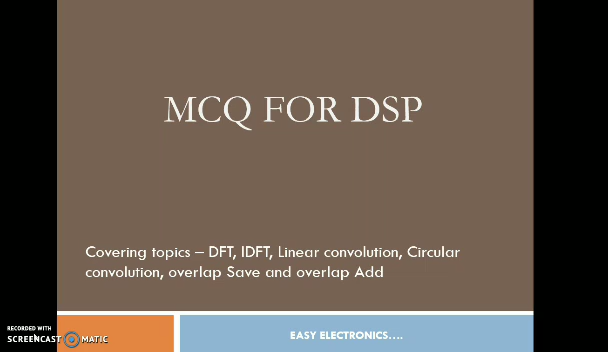 MCQ FOR DSP
Covering topics – DFT, IDFT, Linear convolution, Circular
convolution, overlap Save and overlap Add
EASY ELECTRONICS....
RECORDED WITH
SCREENCAST MATIC